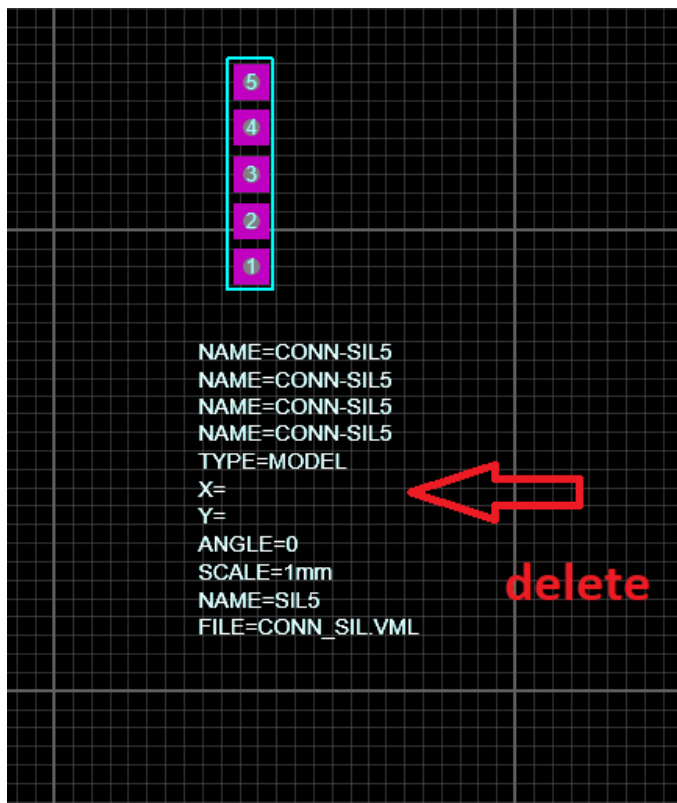 5
4
3
2
1
NAME=CONN-SIL5
NAME=CONN-SIL5
NAME=CONN-SIL5
NAME=CONN-SIL5
TYPE=MODEL
X=
Y=
ANGLE=0
SCALE=1mm
NAME=SIL5
FILE=CONN_SIL.VML
delete